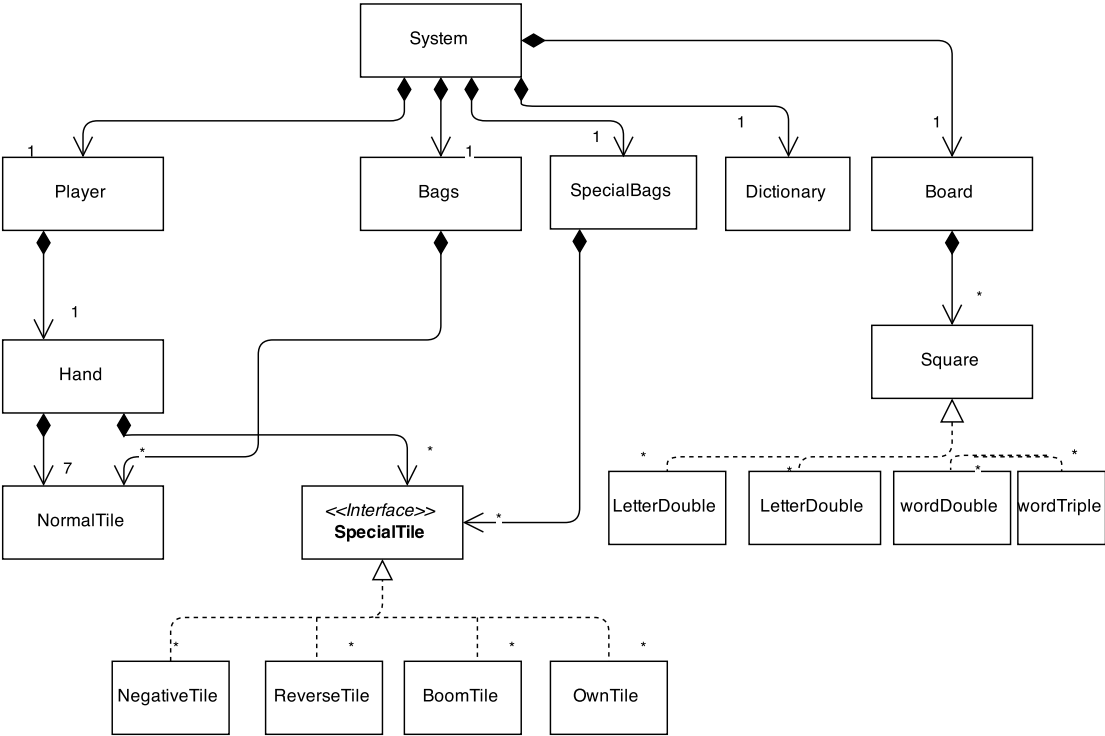 System
1
1
1
1
1
Player
Bags
SpecialBags
Dictionary
Board
1
*
Hand
Square
7
*
*
*
*
*
*
NormalTile
<<Interface>>
SpecialTile
*
LetterDouble
LetterDouble
wordDouble
wordTriple
*
*
*
*
NegativeTile
ReverseTile
BoomTile
OwnTile